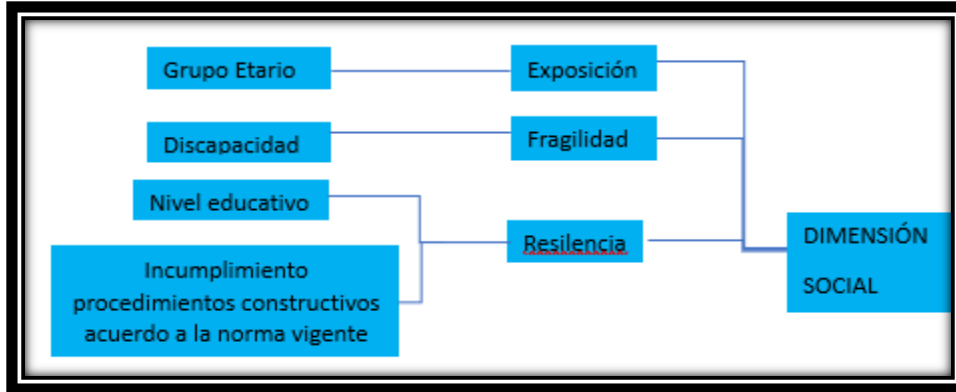 Grupo Etario
Exposición
Discapacidad
Fragilidad
Nivel educativo
Resilencia
Incumplimiento
procedimientos constructivos
acuerdo a la norma vigente
DIMENSIÓN
SOCIAL